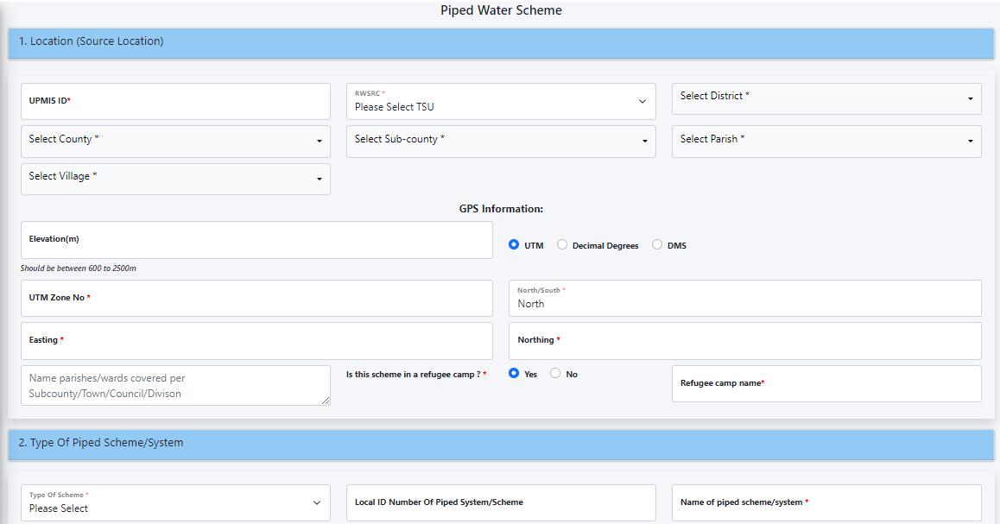 Piped Water Scheme
1. Location (Source Location)
UPMIS ID*
RWSRC *
Please Select TSU
Select District *
Select County *
Select Sub-county *
Select Parish *
Select Village *
GPS Information:
Elevation(m)
UTM
Decimal Degrees
DMS
Should be between 600 to 2500m
UTM Zone No *
North/South *
North
Easting *
Northing *
Name parishes/wards covered per
Subcounty/Town/Council/Divison
Is this scheme in a refugee camp ? *
Yes
No
Refugee camp name*
2. Type Of Piped Scheme/System
Type Of Scheme *
Please Select
Local ID Number Of Piped System/Scheme
Name of piped scheme/system *